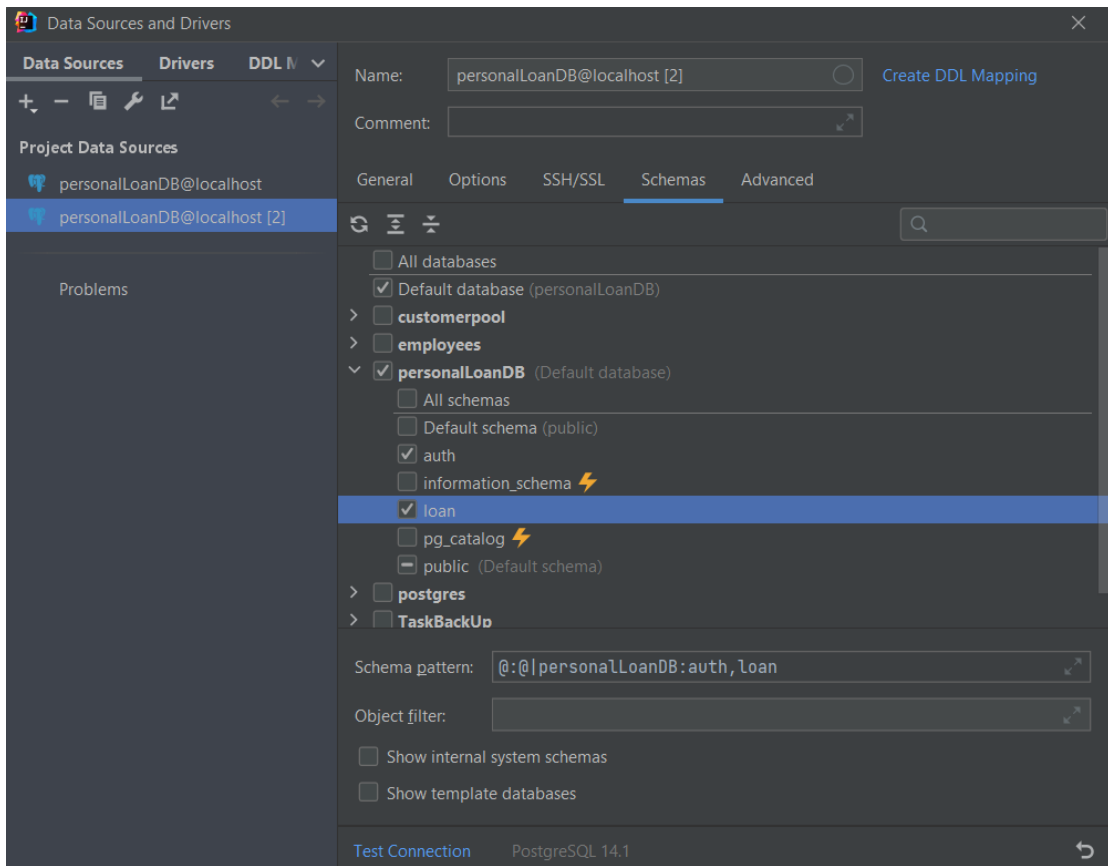 Data Sources and Drivers
Data Sources Drivers DDL M
Name: personalLoanDB@localhost [2] Create DDL Mapping
Comment:
Project Data Sources
personalLoanDB@localhost
personalLoanDB@localhost [2]
Problems
General Options SSH/SSL Schemas Advanced
All databases
Default database (personalLoanDB)
customerpool
employees
personalLoanDB (Default database)
All schemas
Default schema (public)
auth
information_schema
loan
pg_catalog
public (Default schema)
postgres
TaskBackUp
Schema pattern: @:@|personalLoanDB:auth,loan
Object filter:
Show internal system schemas
Show template databases
Test Connection PostgreSQL 14.1